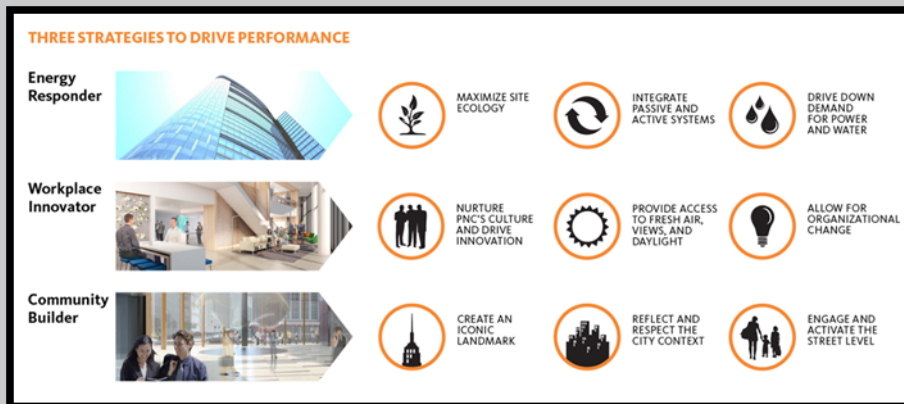 THREE STRATEGIES TO DRIVE PERFORMANCE
Energy
Responder
MAXIMIZE SITE
ECOLOGY
INTEGRATE
PASSIVE AND
ACTIVE SYSTEMS
DRIVE DOWN
DEMAND
FOR POWER
AND WATER
Workplace
Innovator
NURTURE
PNC'S CULTURE
AND DRIVE
INNOVATION
PROVIDE ACCESS
TO FRESH AIR,
VIEWS, AND
DAYLIGHT
ALLOW FOR
ORGANIZATIONAL
CHANGE
Community
Builder
CREATE AN
ICONIC
LANDMARK
REFLECT AND
RESPECT THE
CITY CONTEXT
ENGAGE AND
ACTIVATE THE
STREET LEVEL